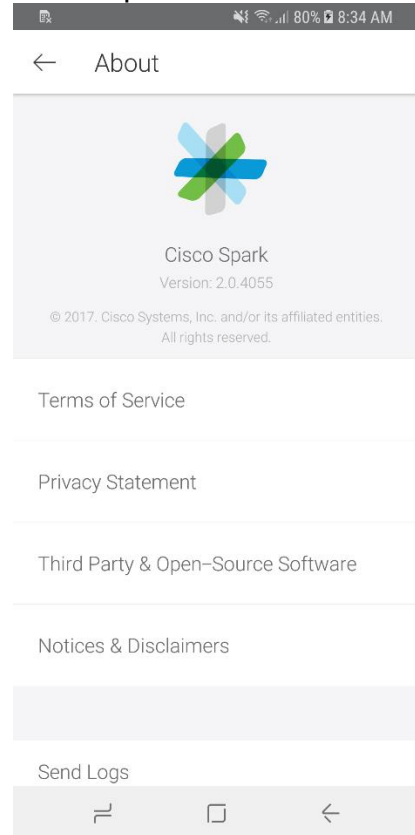 80% 8:34 AM
About
Cisco Spark
Version: 2.0.4055
© 2017. Cisco Systems, Inc. and/or its affiliated entities.
All rights reserved.
Terms of Service
Privacy Statement
Third Party & Open-Source Software
Notices & Disclaimers
Send Logs